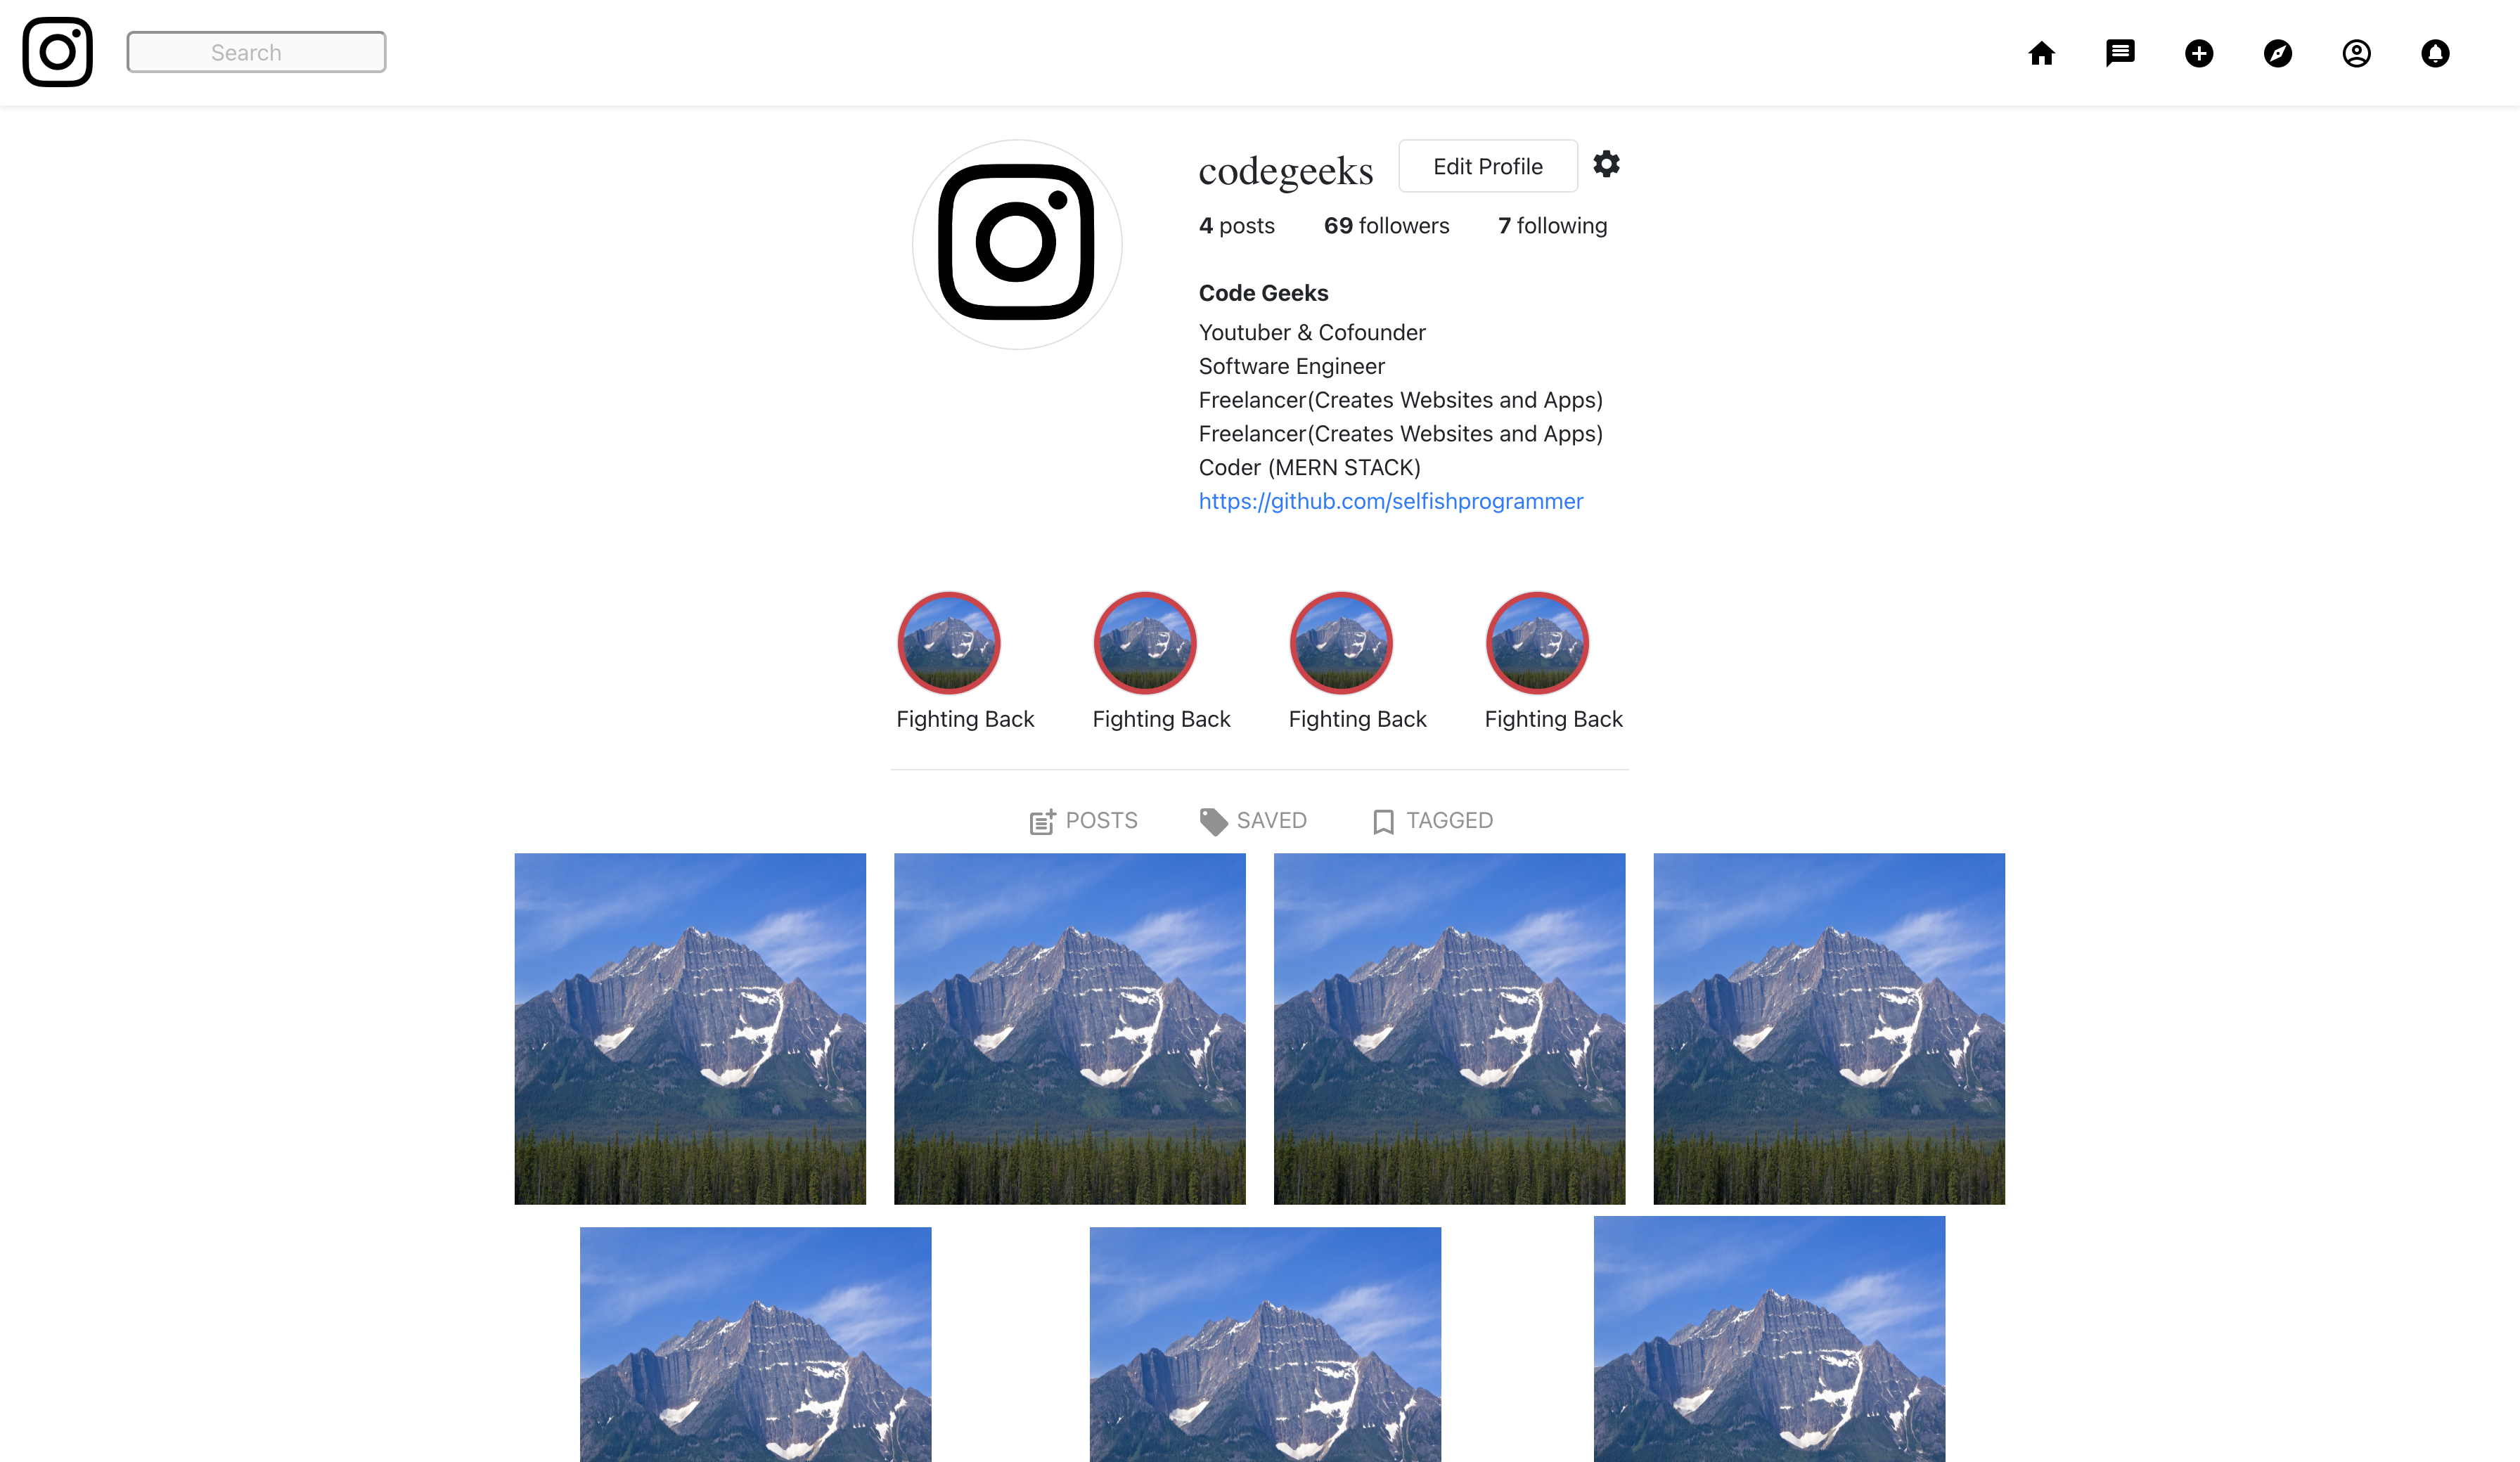 Search
codegeeks Edit Profile
4 posts 69 followers 7 following
Code Geeks
Youtuber & Cofounder
Software Engineer
Freelancer(Creates Websites and Apps)
Freelancer(Creates Websites and Apps)
Coder (MERN STACK)
https://github.com/selfishprogrammer
Fighting Back Fighting Back Fighting Back Fighting Back
POSTS SAVED TAGGED